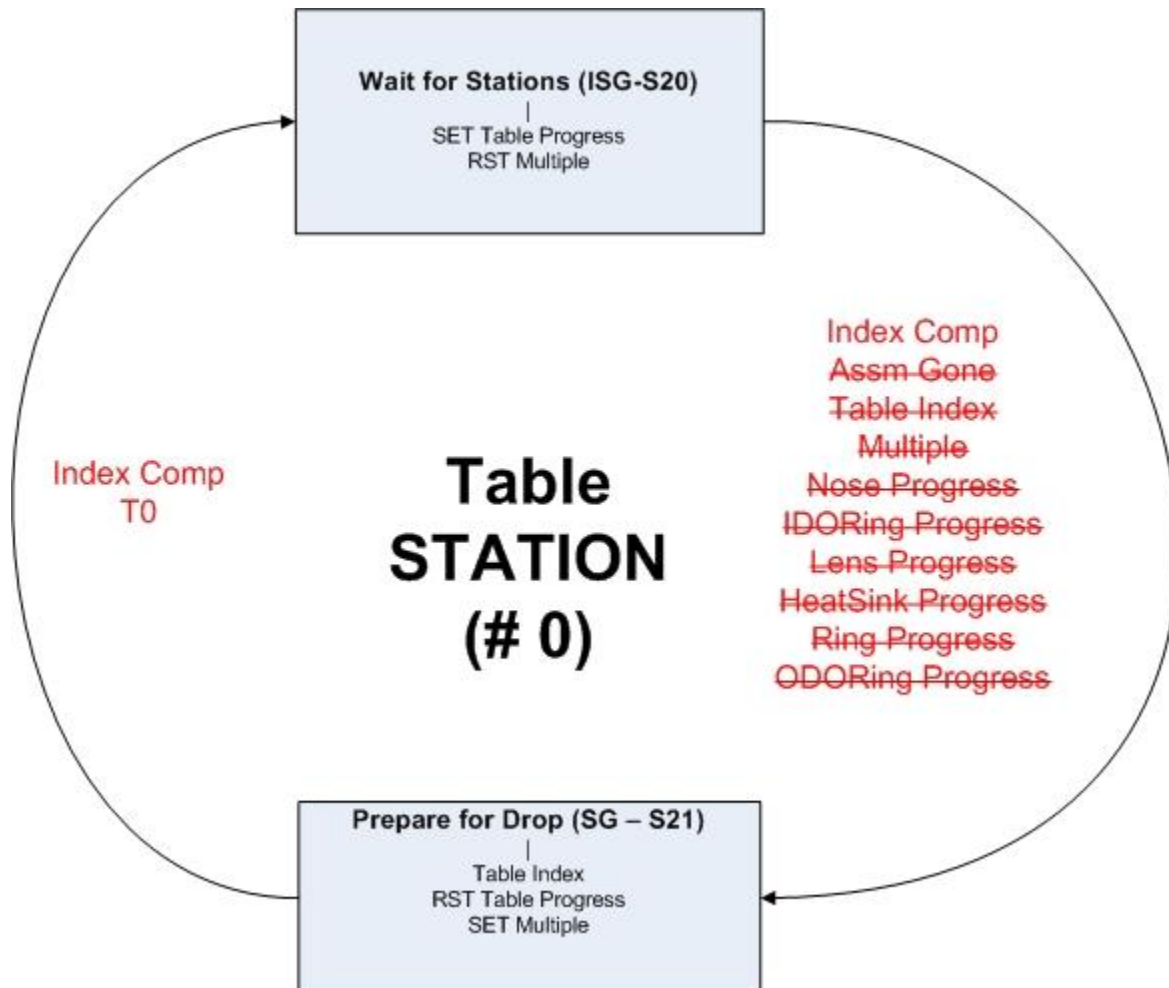 Wait for Stations (ISG-S20)
|
SET Table Progress
RST Multiple
Index Comp
Assm Gone
Table Index
Multiple
Nose Progress
IDORing Progress
Lens Progress
HeatSink Progress
Ring Progress
ODORing Progress
Index Comp
T0
Table
STATION
(# 0)
Prepare for Drop (SG – S21)
|
Table Index
RST Table Progress
SET Multiple